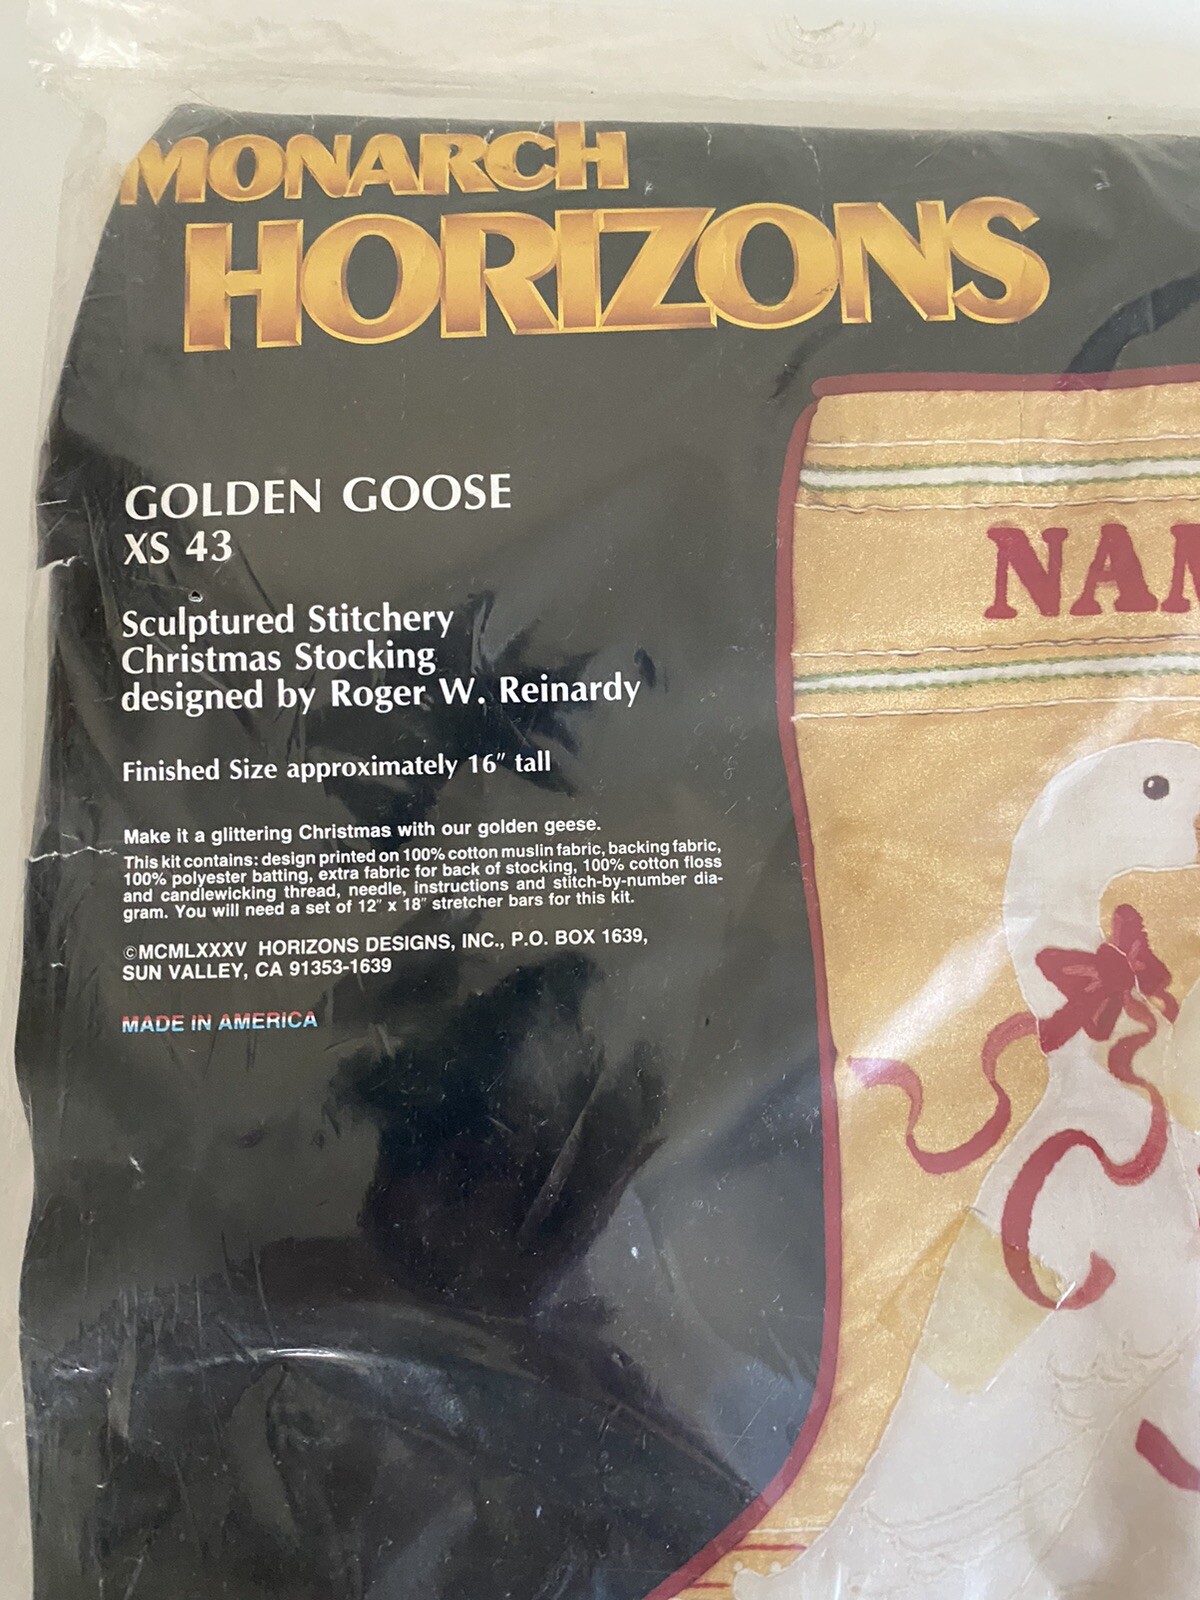 MONARCH
HORIZONS
GOLDEN GOOSE
XS 43
Sculptured Stitchery
Christmas Stocking
designed by Roger W. Reinardy
Finished Size approximately 16" tall
Make it a glittering Christmas with our golden geese.
This kit contains: design printed on 100% cotton muslin fabric, backing fabric,
100% polyester batting, extra fabric for back of stocking, 100% cotton floss
and candlewicking thread, needle, instructions and stitch-by-number dia-
gram. You will need a set of 12" x 18" stretcher bars for this kit.
©MCMLXXXV HORIZONS DESIGNS, INC., P.O. BOX 1639,
SUN VALLEY, CA 91353-1639
MADE IN AMERICA
NAM